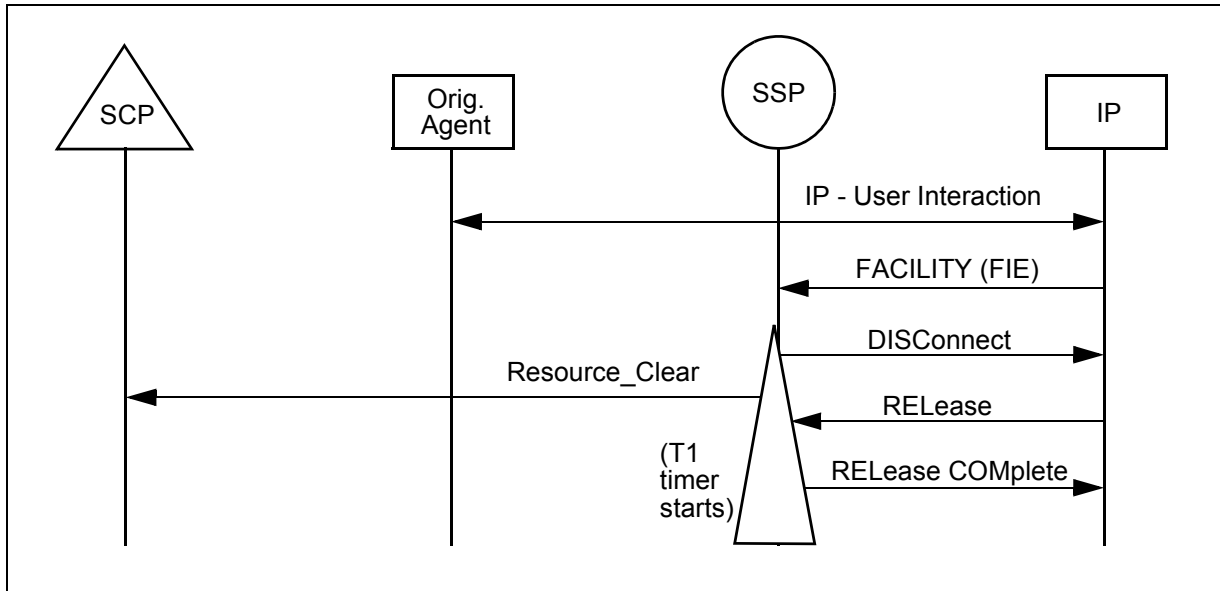 SCP
Orig.
Agent
SSP
IP
IP - User Interaction
FACILITY (FIE)
DISConnect
Resource_Clear
RELease
(T1
timer
starts)
RELease COMplete